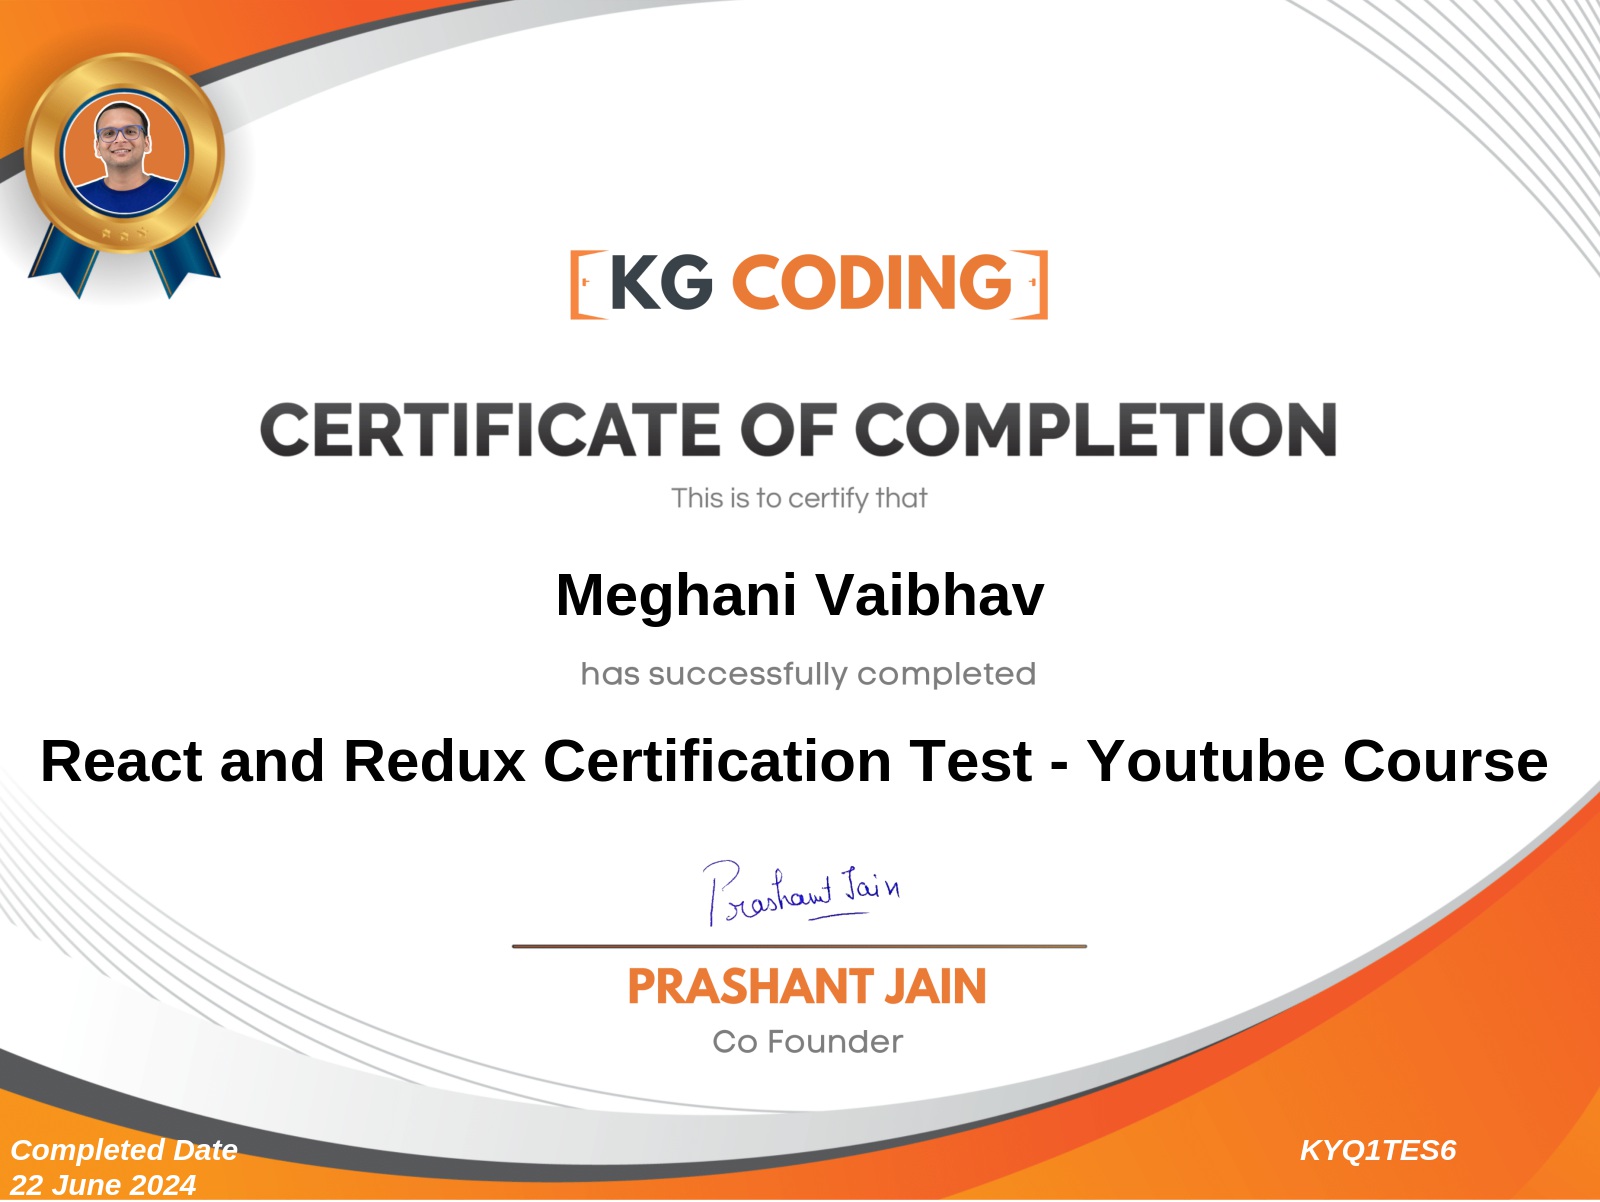 KG CODING
CERTIFICATE OF COMPLETION
This is to certify that
Meghani Vaibhav
has successfully completed
React and Redux Certification Test - Youtube Course
Prashant Jain
PRASHANT JAIN
Co Founder
Completed Date
22 June 2024
KYQ1TES6